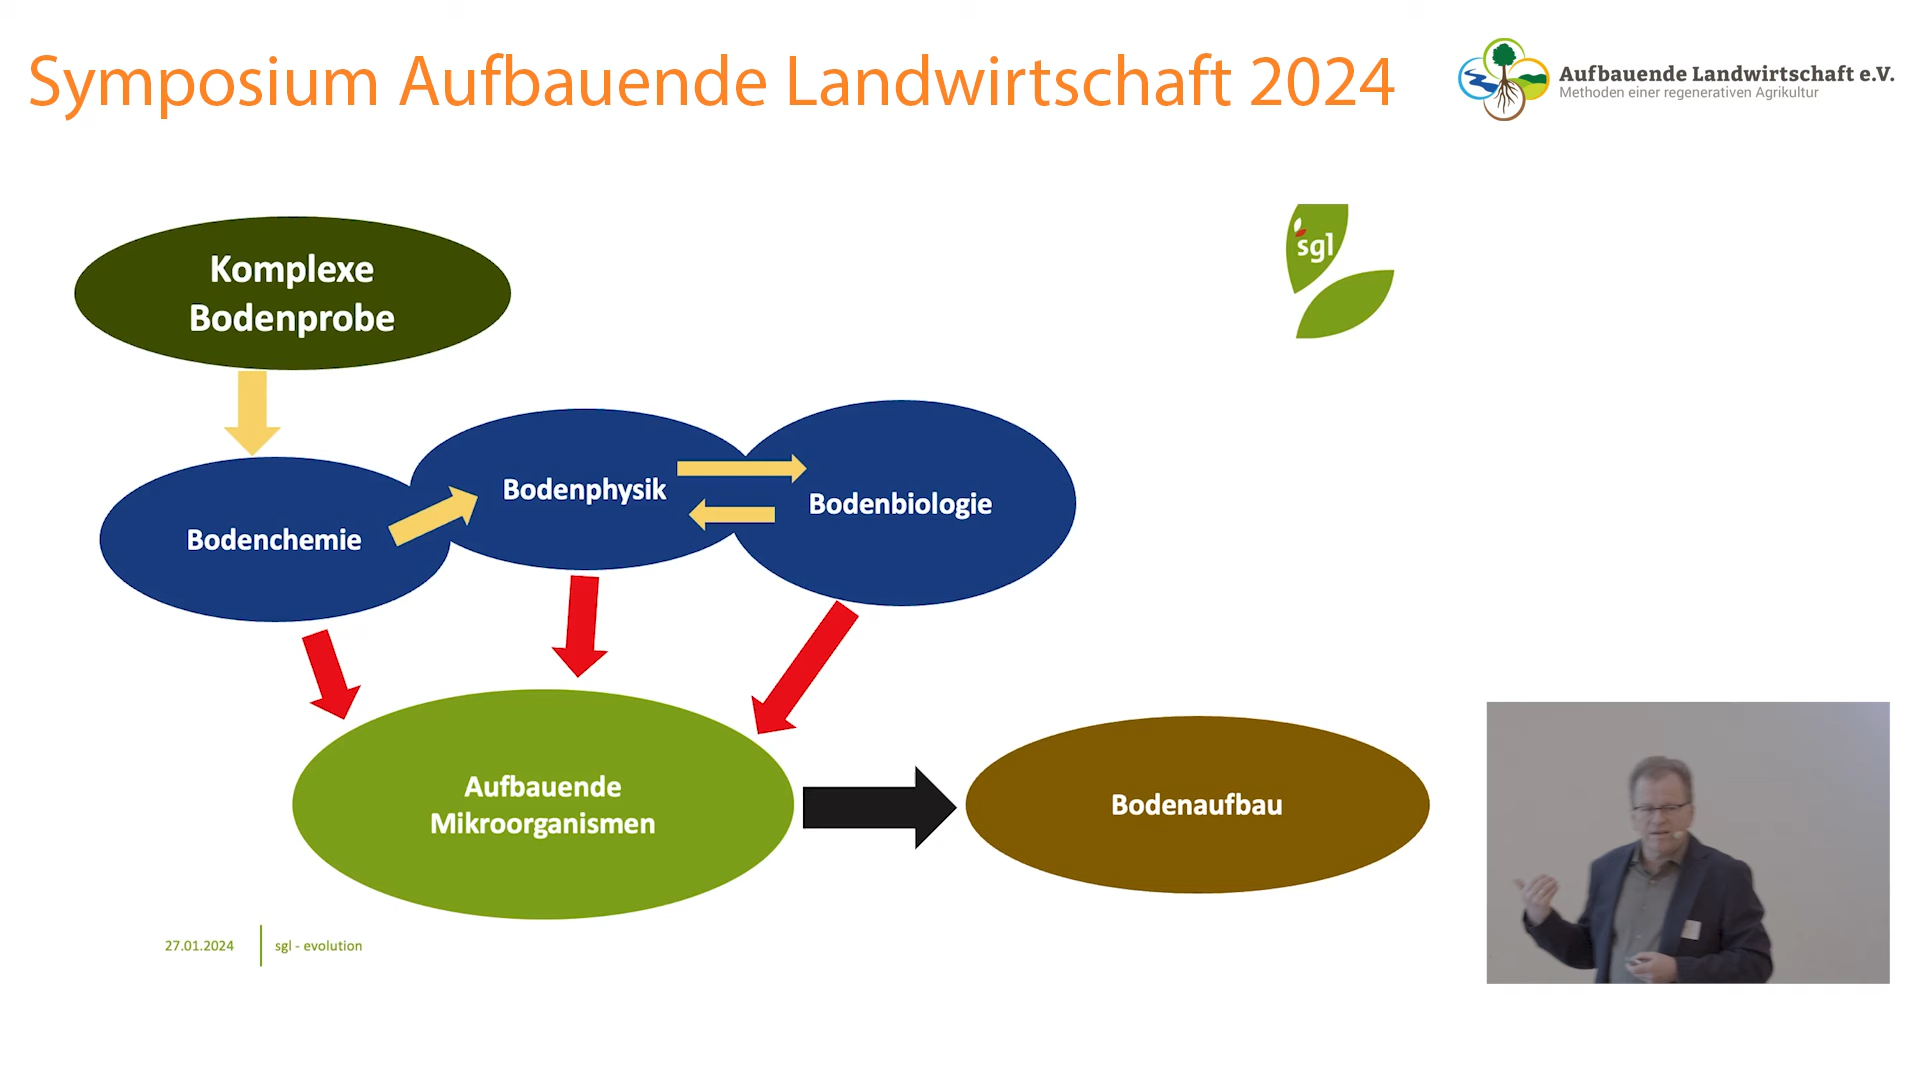 Symposium Aufbauende Landwirtschaft 2024
Aufbauende Landwirtschaft e.V.
Methoden einer regenerativen Agrikultur
sgl
Komplexe
Bodenprobe
Bodenchemie
Bodenphysik
Bodenbiologie
Aufbauende
Mikroorganismen
Bodenaufbau
27.01.2024
sgl - evolution